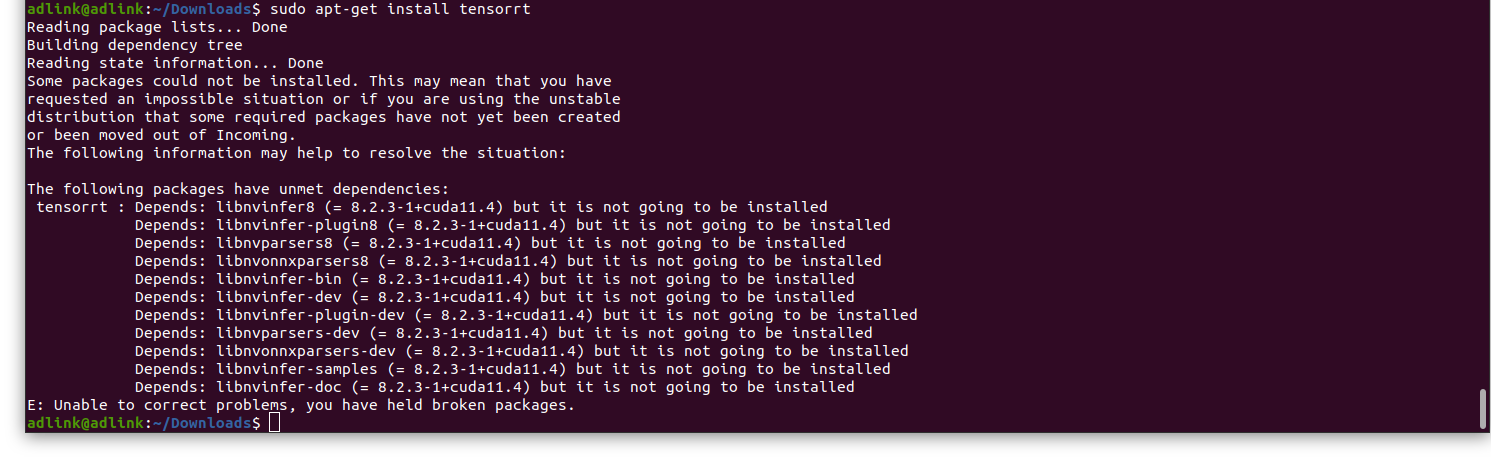 adlink@adlink:~/Downloads$ sudo apt-get install tensorrt
Reading package lists... Done
Building dependency tree
Reading state information... Done
Some packages could not be installed. This may mean that you have
requested an impossible situation or if you are using the unstable
distribution that some required packages have not yet been created
or been moved out of Incoming.
The following information may help to resolve the situation:

The following packages have unmet dependencies:
 tensorrt : Depends: libnvinfer8 (= 8.2.3-1+cuda11.4) but it is not going to be installed
            Depends: libnvinfer-plugin8 (= 8.2.3-1+cuda11.4) but it is not going to be installed
            Depends: libnvparsers8 (= 8.2.3-1+cuda11.4) but it is not going to be installed
            Depends: libnvonnxparsers8 (= 8.2.3-1+cuda11.4) but it is not going to be installed
            Depends: libnvinfer-bin (= 8.2.3-1+cuda11.4) but it is not going to be installed
            Depends: libnvinfer-dev (= 8.2.3-1+cuda11.4) but it is not going to be installed
            Depends: libnvinfer-plugin-dev (= 8.2.3-1+cuda11.4) but it is not going to be installed
            Depends: libnvparsers-dev (= 8.2.3-1+cuda11.4) but it is not going to be installed
            Depends: libnvonnxparsers-dev (= 8.2.3-1+cuda11.4) but it is not going to be installed
            Depends: libnvinfer-samples (= 8.2.3-1+cuda11.4) but it is not going to be installed
            Depends: libnvinfer-doc (= 8.2.3-1+cuda11.4) but it is not going to be installed
E: Unable to correct problems, you have held broken packages.
adlink@adlink:~/Downloads$